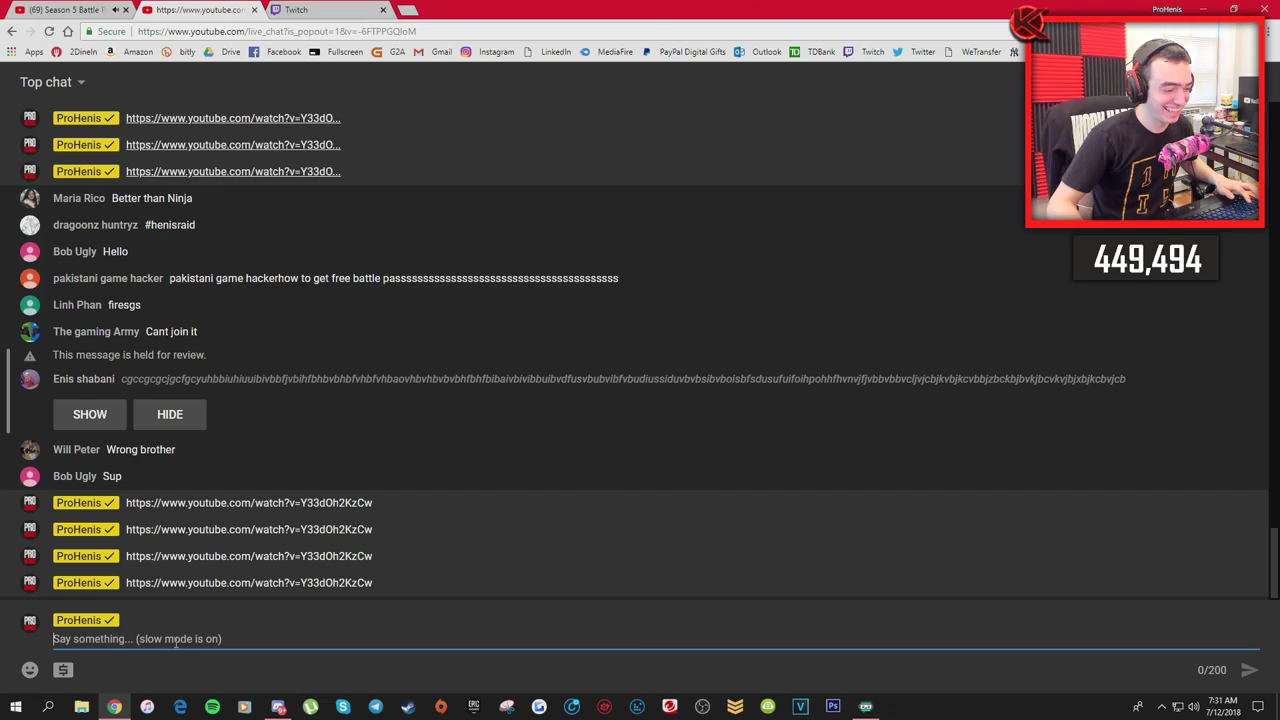 (69) Season 5 Battle P
https://www.youtube.co
Twitch
ProHenis
Secure
https://www.youtube.com/live_chat?is_popout=1&v=-6FTPPGQIoM
Apps
2DineIn
Amazon
bitly
Drive
Facebook
Fullscreen
G2A
Gmail
Instagram
LinkedIn
MediaFire
PayPal Digital Gifts
Outlook
TDBank
Twitch
Twitter
WeTransfer
Top chat
ProHenis https://www.youtube.com/watch?v=Y33dO...
ProHenis https://www.youtube.com/watch?v=Y33dO...
ProHenis https://www.youtube.com/watch?v=Y33dO...
Maria Rico Better than Ninja
dragoonz huntryz #henisraid
Bob Ugly Hello
pakistani game hacker pakistani game hackerhow to get free battle passssssssssssssssssssssssssssssssssssssss
Linh Phan firesgs
The gaming Army Cant join it
This message is held for review.
Enis shabani
SHOW HIDE
Will Peter Wrong brother
Bob Ugly Sup
ProHenis https://www.youtube.com/watch?v=Y33dOh2KzCw
ProHenis https://www.youtube.com/watch?v=Y33dOh2KzCw
ProHenis https://www.youtube.com/watch?v=Y33dOh2KzCw
ProHenis https://www.youtube.com/watch?v=Y33dOh2KzCw
ProHenis
Say something... (slow mode is on)
0/200
449,494
7:31 AM
7/12/2018